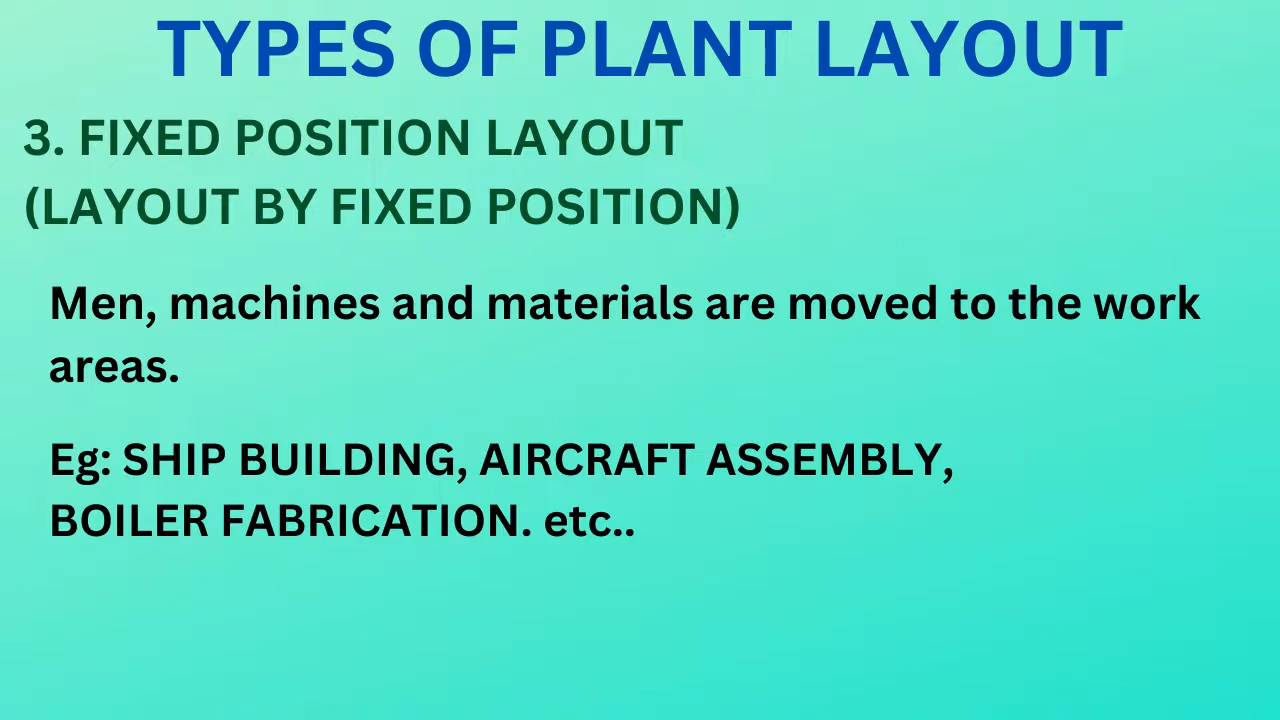 TYPES OF PLANT LAYOUT
3. FIXED POSITION LAYOUT
(LAYOUT BY FIXED POSITION)
Men, machines and materials are moved to the work
areas.
Eg: SHIP BUILDING, AIRCRAFT ASSEMBLY,
BOILER FABRICATION. etc..